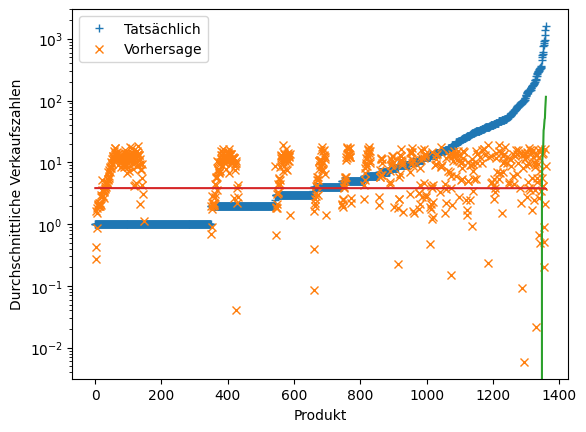 Tatsächlich
Vorhersage
Durchschnittliche Verkaufszahlen
10³
10²
10¹
10⁰
10⁻¹
10⁻²
0 200 400 600 800 1000 1200 1400
Produkt